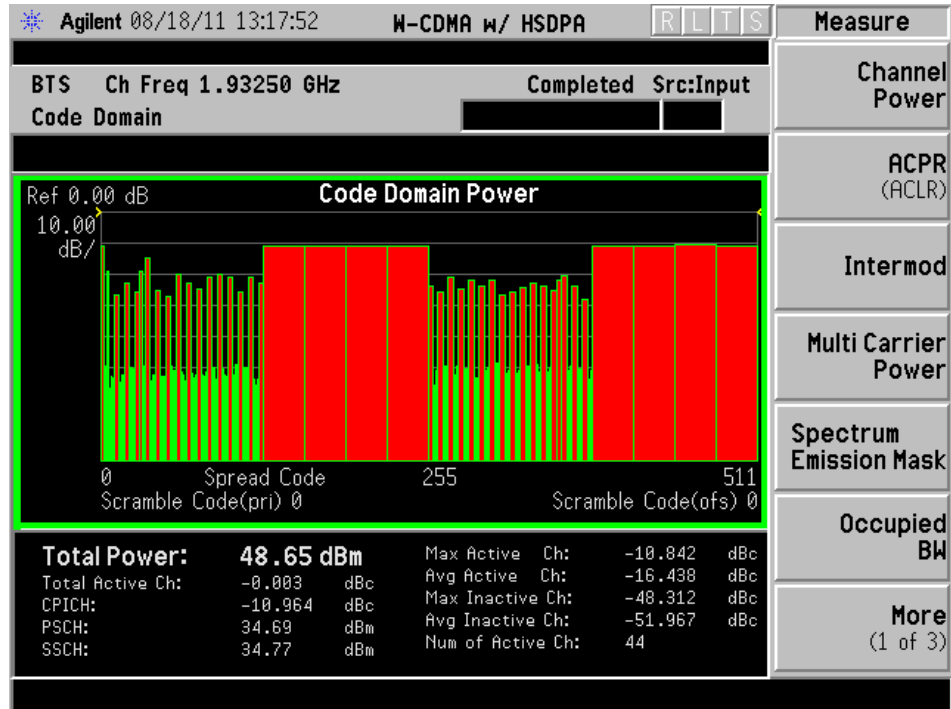 Agilent 08/18/11 13:17:52 W-CDMA w/ HSDPA R L T S Measure
BTS Ch Freq 1.93250 GHz Completed Src:Input
Code Domain
Channel Power
ACPR
(ACLR)
Intermod
Multi Carrier Power
Spectrum Emission Mask
Occupied BW
More
(1 of 3)
Ref 0.00 dB Code Domain Power
10.00
dB/
0 Spread Code 255 511
Scramble Code(pri) 0 Scramble Code(ofs) 0
Total Power: 48.65 dBm
Total Active Ch: -0.003 dBc
CPICH: -10.964 dBc
PSCH: 34.69 dBm
SSCH: 34.77 dBm
Max Active Ch: -10.842 dBc
Avg Active Ch: -16.438 dBc
Max Inactive Ch: -48.312 dBc
Avg Inactive Ch: -51.967 dBc
Num of Active Ch: 44